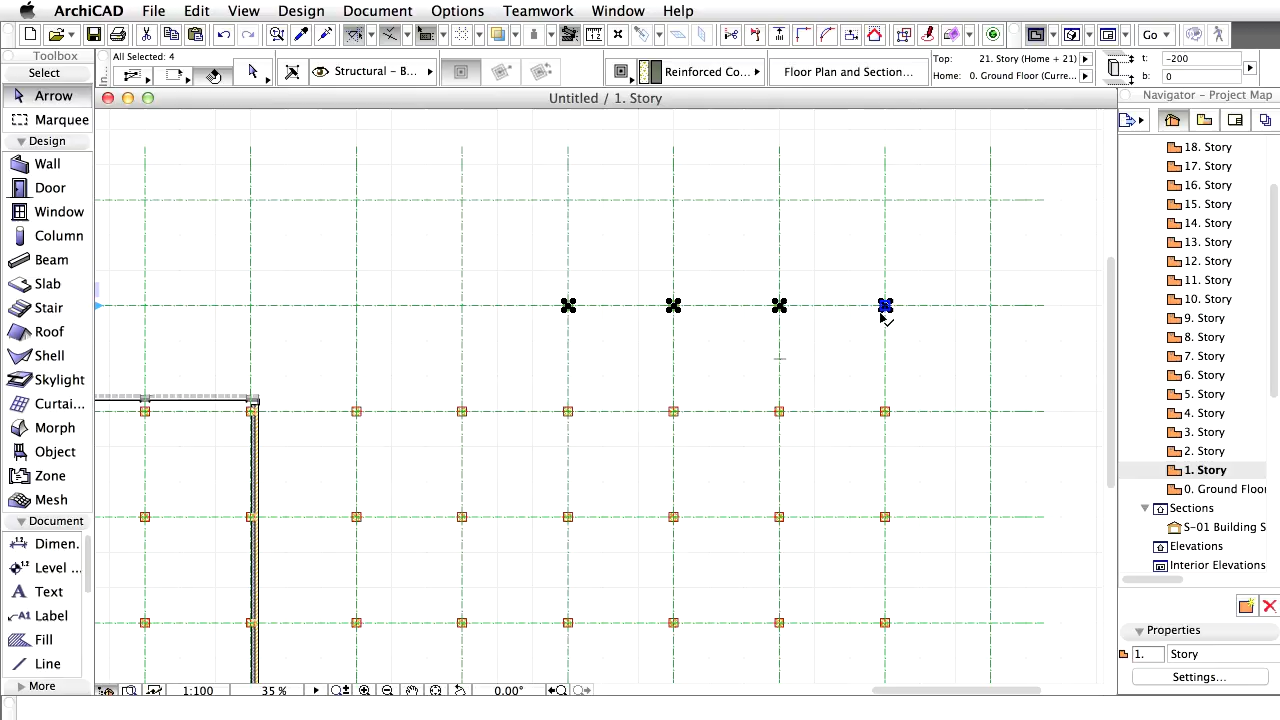 ArchiCAD File Edit View Design Document Options Teamwork Window Help
Toolbox
Go
Select
All Selected: 4
Structural - B...
Reinforced Co...
Floor Plan and Section...
Top: 21. Story (Home + 21)
Home: 0. Ground Floor (Curre...
t: -200
b: 0
Arrow
Marquee
Untitled / 1. Story
Navigator - Project Map
Design
Wall
Door
Window
Column
Beam
Slab
Stair
Roof
Shell
Skylight
Curtai...
Morph
Object
Zone
Mesh
Document
Dimen.
Level ...
Text
A1 Label
Fill
Line
More
18. Story
17. Story
16. Story
15. Story
14. Story
13. Story
12. Story
11. Story
10. Story
9. Story
8. Story
7. Story
6. Story
5. Story
4. Story
3. Story
2. Story
1. Story
0. Ground Floor
Sections
S-01 Building S
Elevations
Interior Elevations
Properties
1. Story
Settings...
1:100 35 % 0.00°